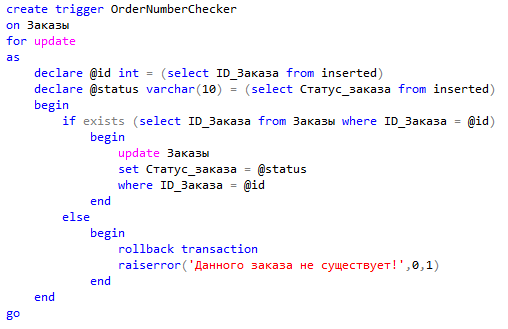 create trigger OrderNumberChecker
on Заказы
for update
as
declare @id int = (select ID_Заказа from inserted)
declare @status varchar(10) = (select Статус_заказа from inserted)
begin
if exists (select ID_Заказа from Заказы where ID_Заказа = @id)
begin
update Заказы
set Статус_заказа = @status
where ID_Заказа = @id
end
else
begin
rollback transaction
raiserror('Данного заказа не существует!',0,1)
end
end
go